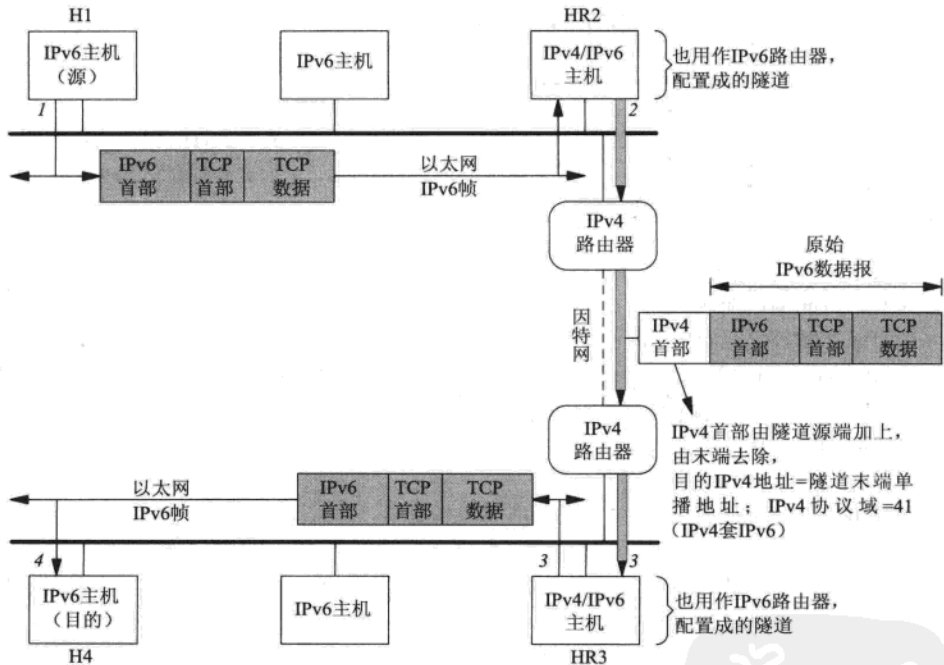 H1
HR2
IPv6主机
(源)
IPv6主机
IPv4/IPv6
主机
也用作IPv6路由器,
配置成的隧道
1
2
IPv6
首部
TCP
首部
TCP
数据
以太网
IPv6帧
IPv4
路由器
原始
IPv6数据报
因
特
网
IPv4
首部
IPv6
首部
TCP
首部
TCP
数据
IPv4
路由器
IPv4首部由隧道源端加上,
由末端去除,
目的IPv4地址=隧道末端单
播地址; IPv4协议域=41
(IPv4套IPv6)
以太网
IPv6帧
IPv6
首部
TCP
首部
TCP
数据
4
3
3
IPv6主机
(目的)
IPv6主机
IPv4/IPv6
主机
也用作IPv6路由器,
配置成的隧道
H4
HR3